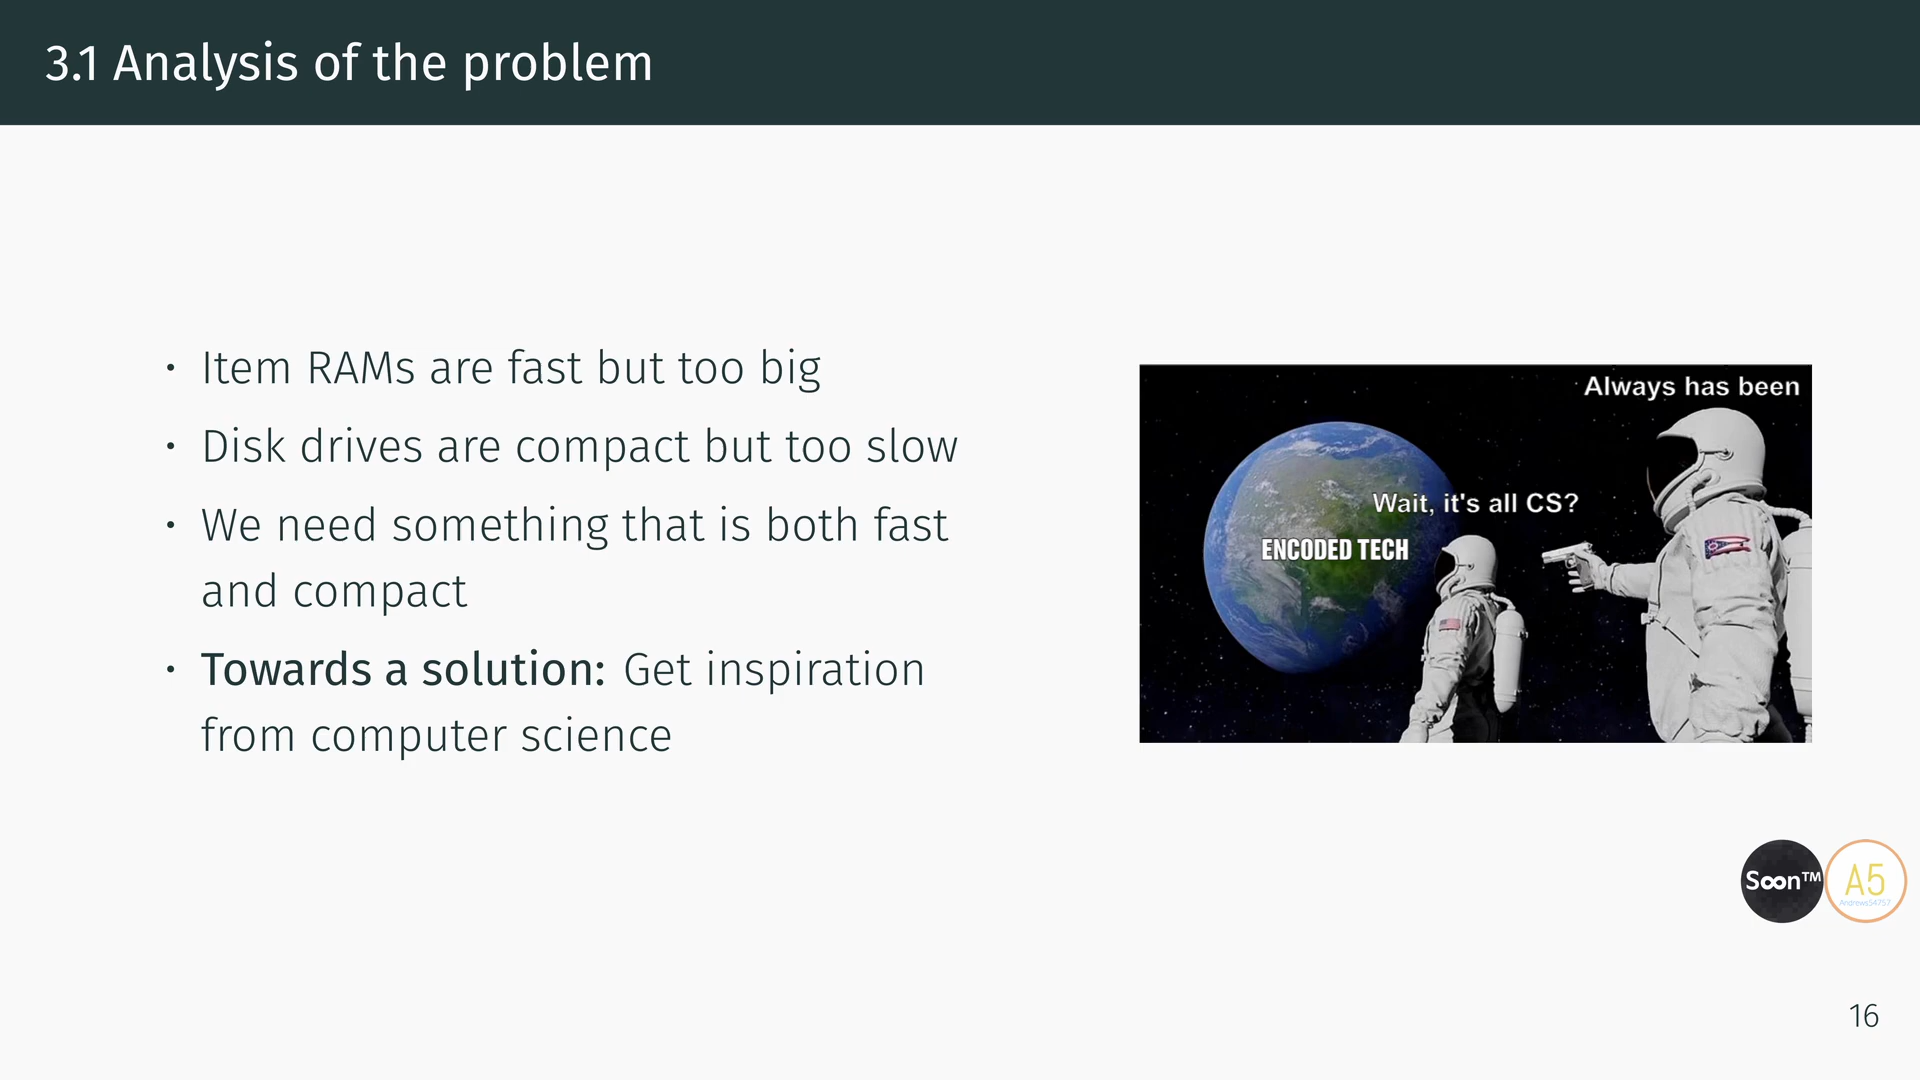 3.1 Analysis of the problem
• Item RAMs are fast but too big
• Disk drives are compact but too slow
• We need something that is both fast
and compact
• Towards a solution: Get inspiration
from computer science
Always has been
Wait, it's all CS?
ENCODED TECH
Soon™
A5
Andrews54757
16